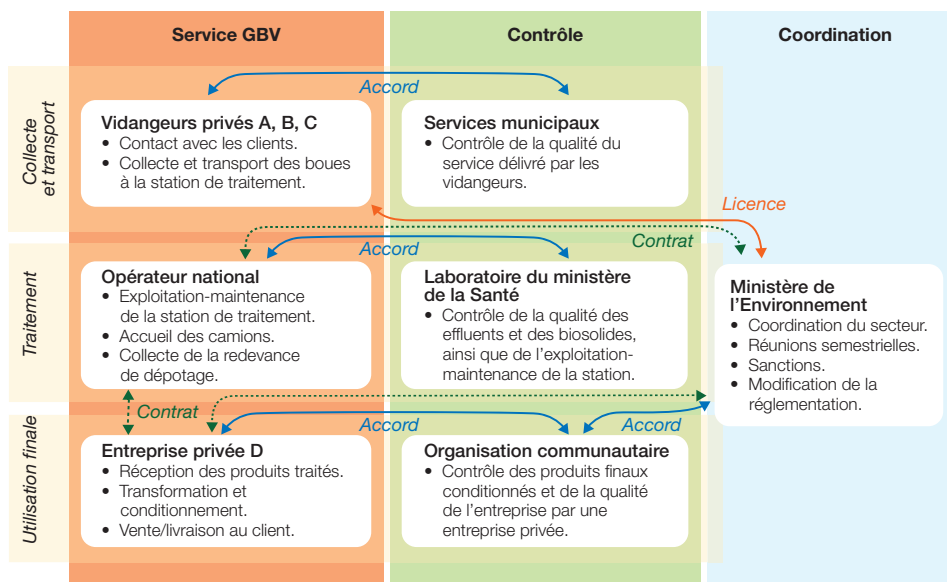 Service GBV
Contrôle
Coordination
Collecte
et transport
Accord
Vidangeurs privés A, B, C
• Contact avec les clients.
• Collecte et transport des boues
à la station de traitement.
Services municipaux
• Contrôle de la qualité du
service délivré par les
vidangeurs.
Licence
Contrat
Traitement
Accord
Opérateur national
• Exploitation-maintenance
de la station de traitement.
• Accueil des camions.
• Collecte de la redevance
de dépotage.
Laboratoire du ministère
de la Santé
• Contrôle de la qualité des
effluents et des biosolides,
ainsi que de l'exploitation-
maintenance de la station.
Ministère de
l'Environnement
• Coordination du secteur.
• Réunions semestrielles.
• Sanctions.
• Modification de la
réglementation.
Contrat
Utilisation finale
Accord
Accord
Entreprise privée D
• Réception des produits traités.
• Transformation et
conditionnement.
• Vente/livraison au client.
Organisation communautaire
• Contrôle des produits finaux
conditionnés et de la qualité
de l'entreprise par une
entreprise privée.